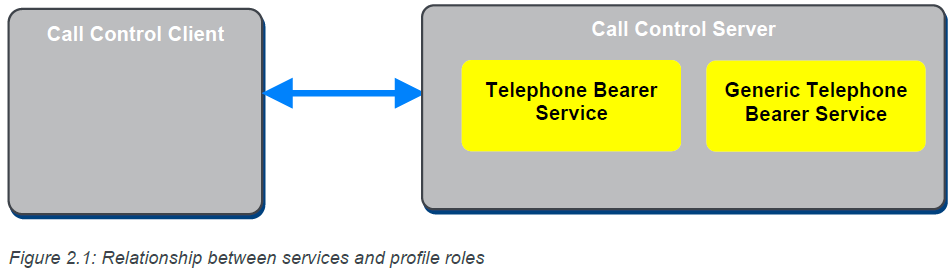 Call Control Client
Call Control Server
Telephone Bearer
Service
Generic Telephone
Bearer Service
Figure 2.1: Relationship between services and profile roles